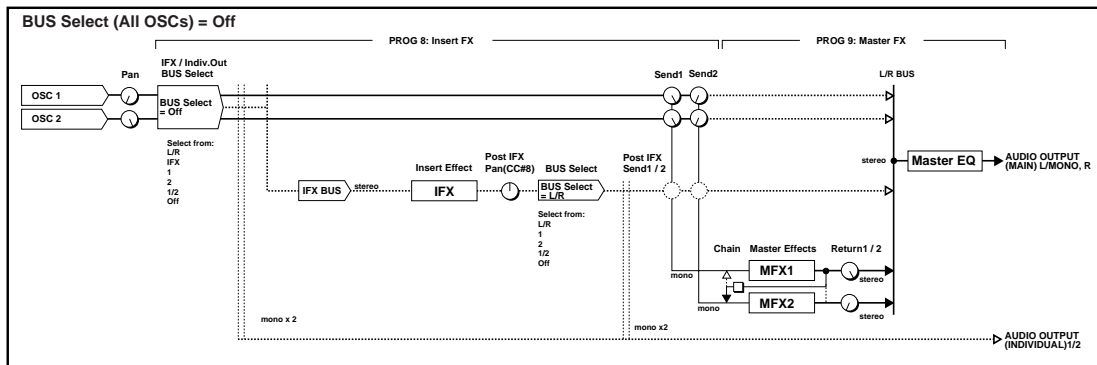 BUS Select (All OSCs) = Off
PROG 8: Insert FX
PROG 9: Master FX
IFX / Indiv.Out
BUS Select
Pan
Send1
Send2
L/R BUS
OSC 1
OSC 2
BUS Select
= Off
Select from:
L/R
IFX
1
2
1/2
Off
stereo
Master EQ
AUDIO OUTPUT
(MAIN) L/MONO, R
Insert Effect
Post IFX
Pan(CC#8)
BUS Select
Post IFX
Send1 / 2
IFX BUS
stereo
IFX
BUS Select
= L/R
Select from:
L/R
1
2
1/2
Off
Chain
Master Effects
Return1 / 2
mono
MFX1
stereo
mono
MFX2
stereo
mono x 2
mono x2
AUDIO OUTPUT
(INDIVIDUAL)1/2